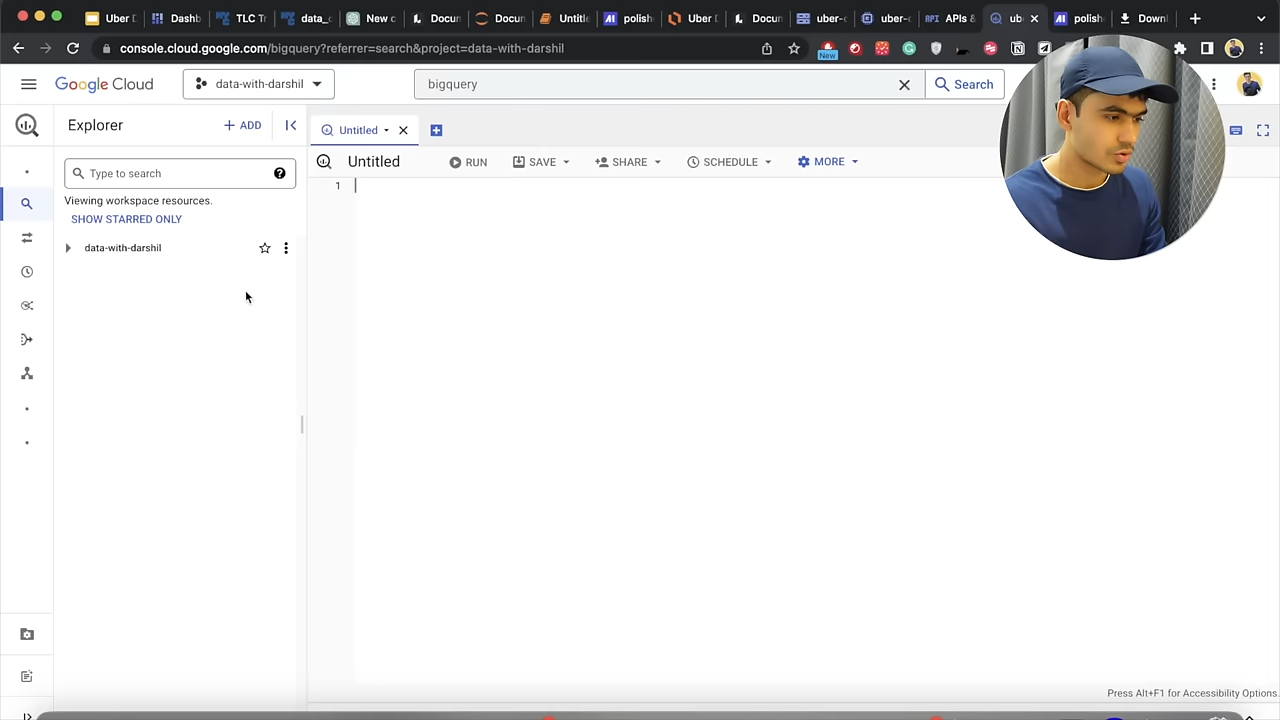 Uber D
Dashb
TLC Tr
data_c
New c
Docun
Docun
Untitle
polish
Uber D
Docun
uber-c
uber-c
API APIs &
ube
polish
Downl
console.cloud.google.com/bigquery?referrer=search&project=data-with-darshil
New
Google Cloud
data-with-darshil
bigquery
Search
Explorer
+ ADD
Untitled
Type to search
Untitled
RUN
SAVE
SHARE
SCHEDULE
MORE
1
Viewing workspace resources.
SHOW STARRED ONLY
data-with-darshil
Press Alt+F1 for Accessibility Options.